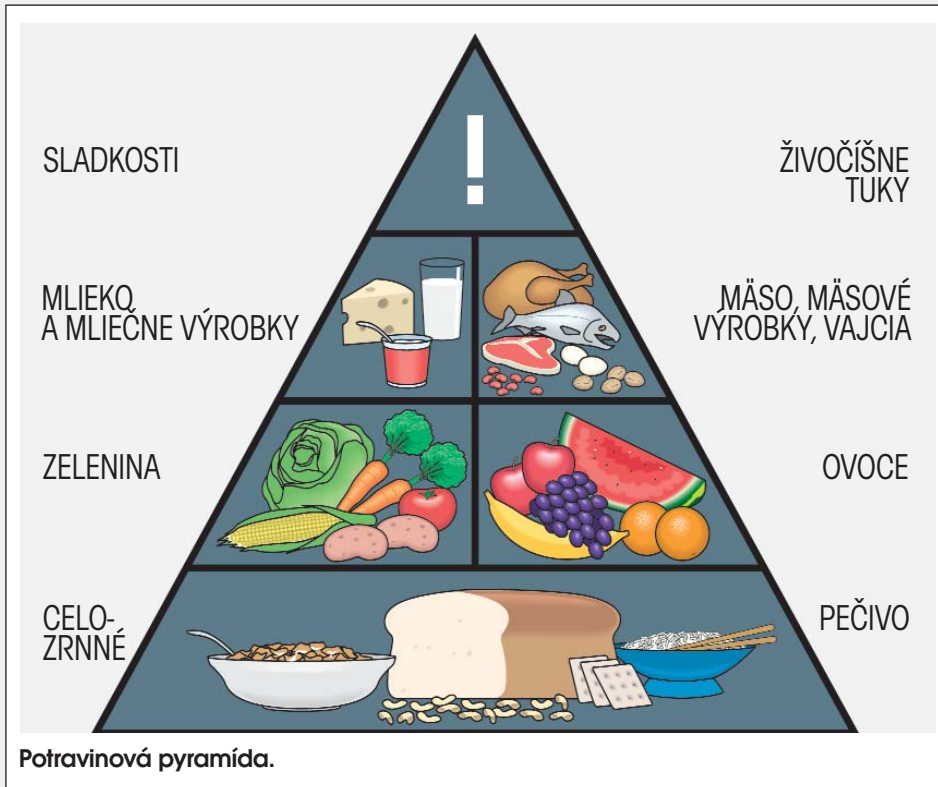 !
SLADKOSTI
ŽIVOČÍŠNE
TUKY
MLIEKO
A MLIEČNE VÝROBKY
MÄSO, MÄSOVÉ
VÝROBKY, VAJCIA
ZELENINA
OVOCE
CELO-
ZRNNÉ
PEČIVO
Potravinová pyramída.